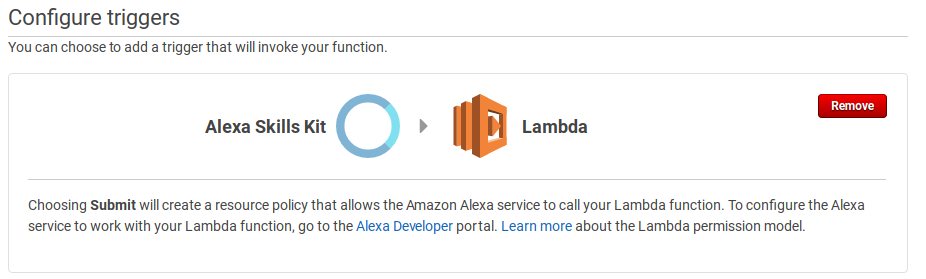 Configure triggers
You can choose to add a trigger that will invoke your function.
Remove
Alexa Skills Kit
Lambda
Choosing Submit will create a resource policy that allows the Amazon Alexa service to call your Lambda function. To configure the Alexa
service to work with your Lambda function, go to the Alexa Developer portal. Learn more about the Lambda permission model.